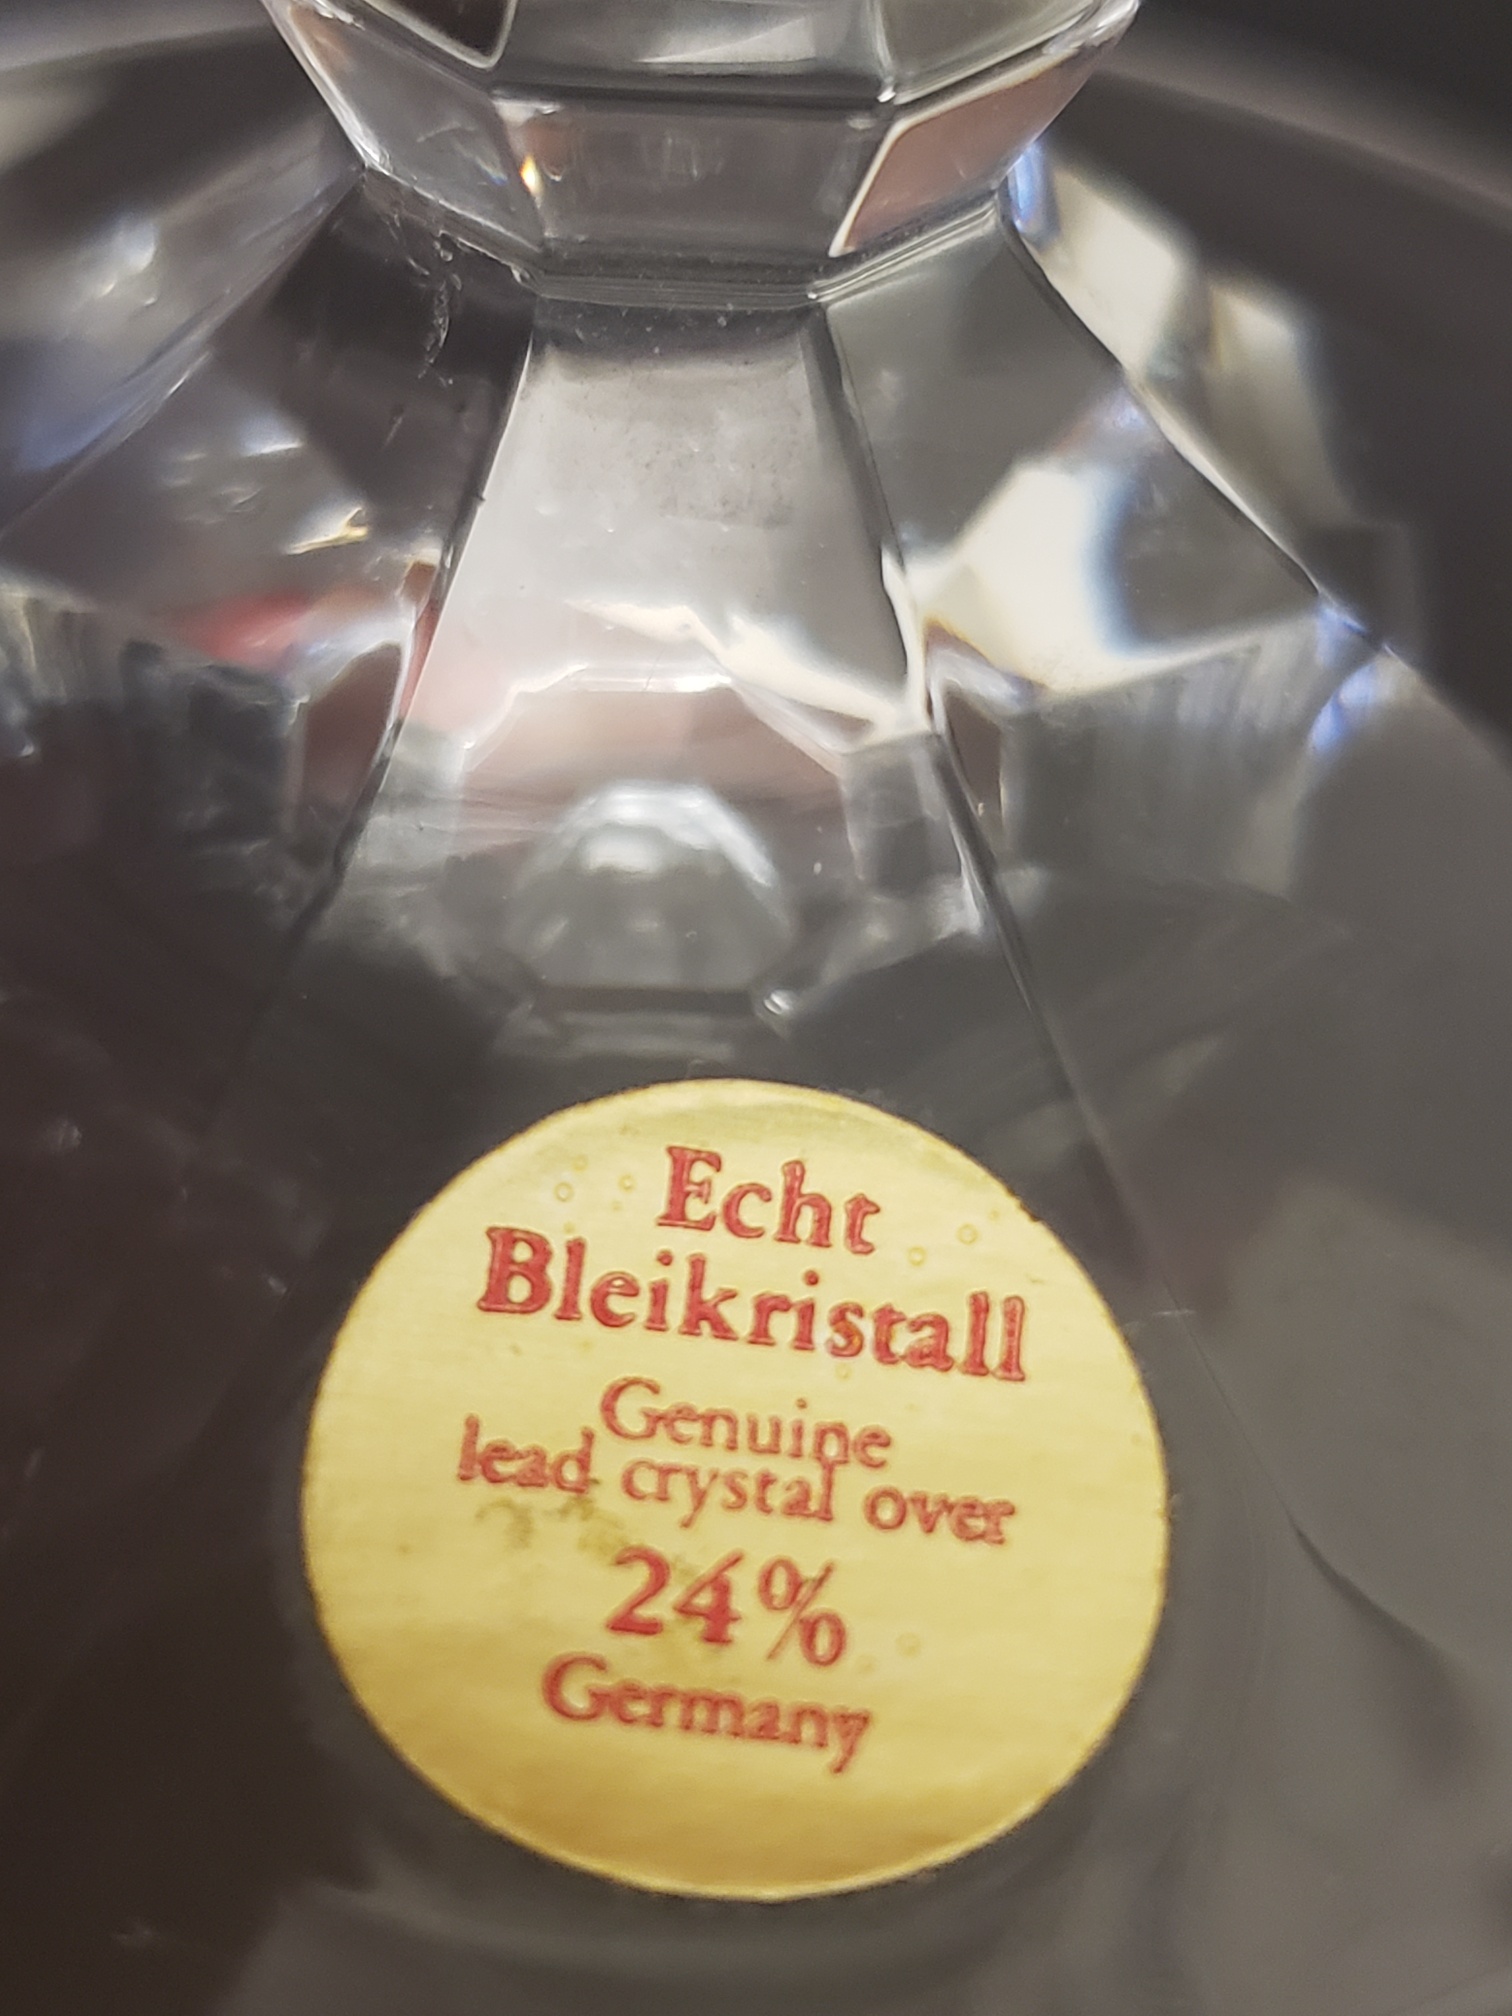 Echt
Bleikristall
Genuine
lead crystal over
24%
Germany